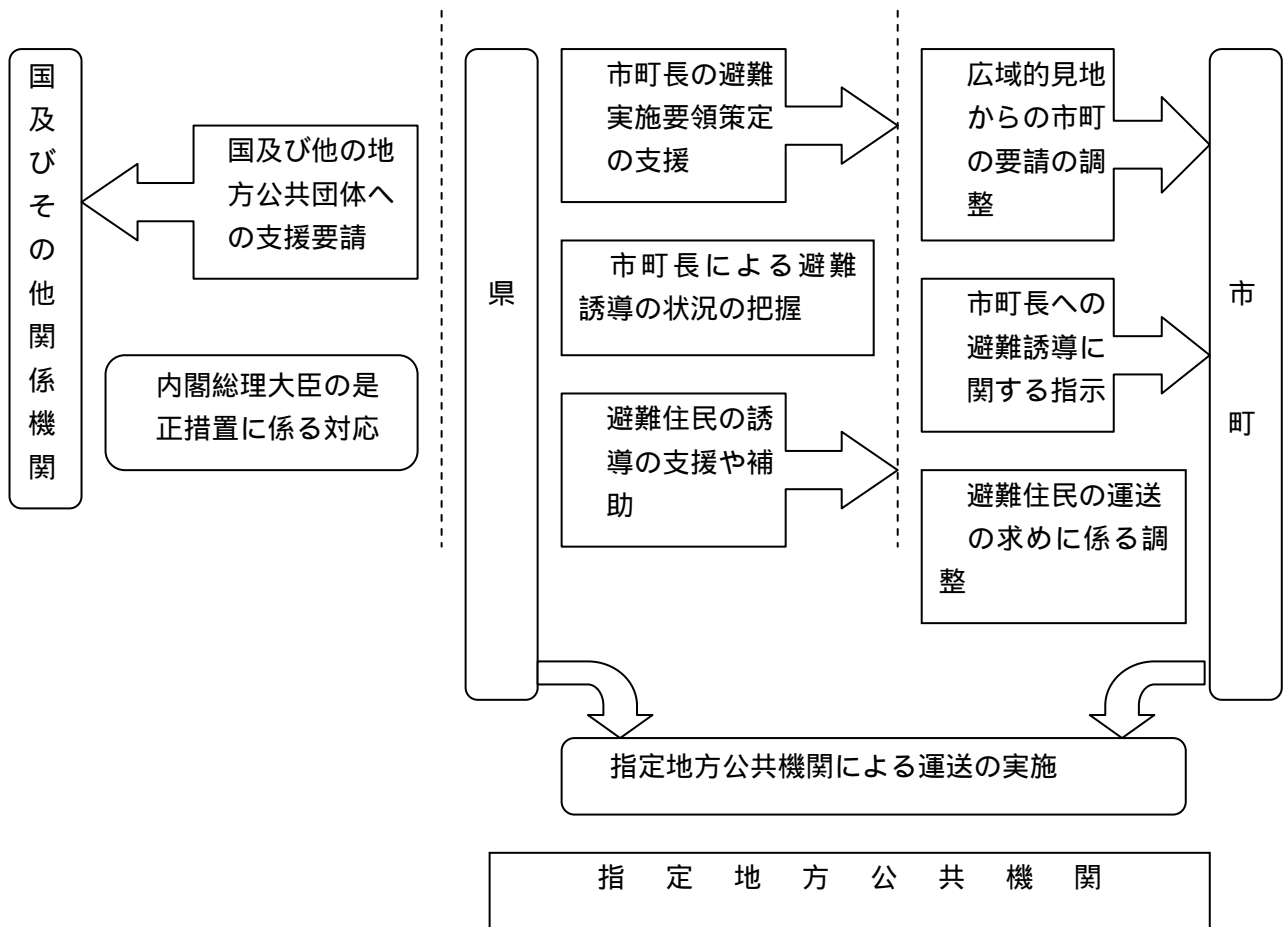 国及びその他関係機関
国及び他の地
方公共団体へ
の支援要請
内閣総理大臣の是
正措置に係る対応
県
市町長の避難
実施要領策定
の支援
市町長による避難
誘導の状況の把握
避難住民の誘
導の支援や補
助
広域的見地
からの市町
の要請の調
整
市町長への
避難誘導に
関する指示
避難住民の運送
の求めに係る調
整
市町
指定地方公共機関による運送の実施
指定地方公共機関